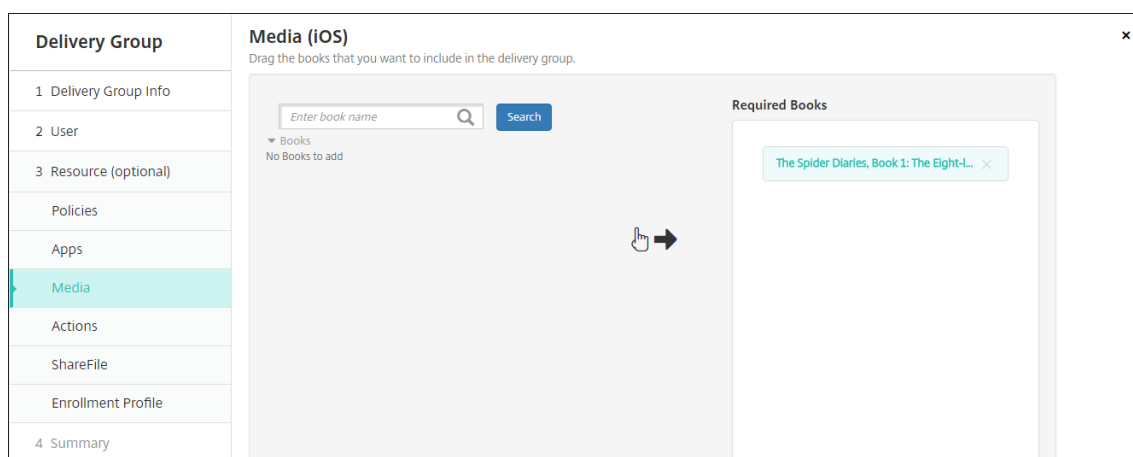 Delivery Group
1 Delivery Group Info
2 User
3 Resource (optional)
Policies
Apps
Media
Actions
ShareFile
Enrollment Profile
4 Summary
Media (iOS)
Drag the books that you want to include in the delivery group.
Enter book name
Search
Books
No Books to add
Required Books
The Spider Diaries, Book 1: The Eight-l...